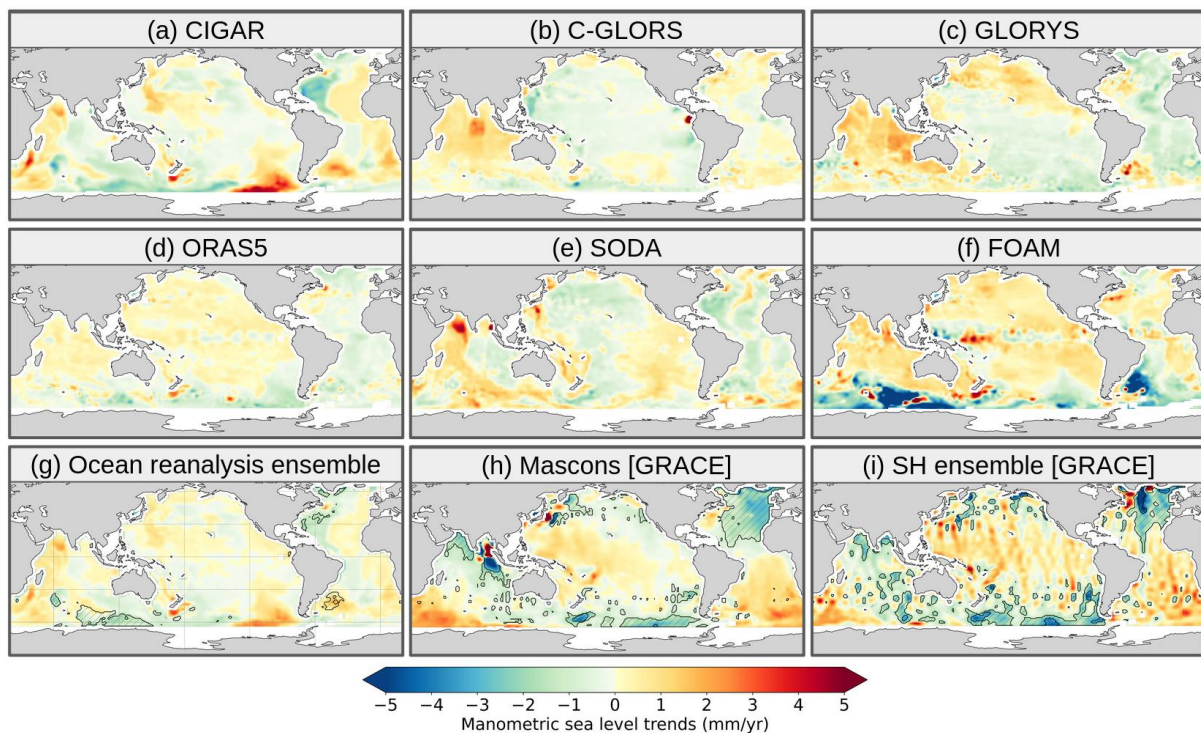 (a) CIGAR
(b) C-GLORS
(c) GLORYS
(d) ORAS5
(e) SODA
(f) FOAM
(g) Ocean reanalysis ensemble
(h) Mascons [GRACE]
(i) SH ensemble [GRACE]
−5 −4 −3 −2 −1 0 1 2 3 4 5
Manometric sea level trends (mm/yr)